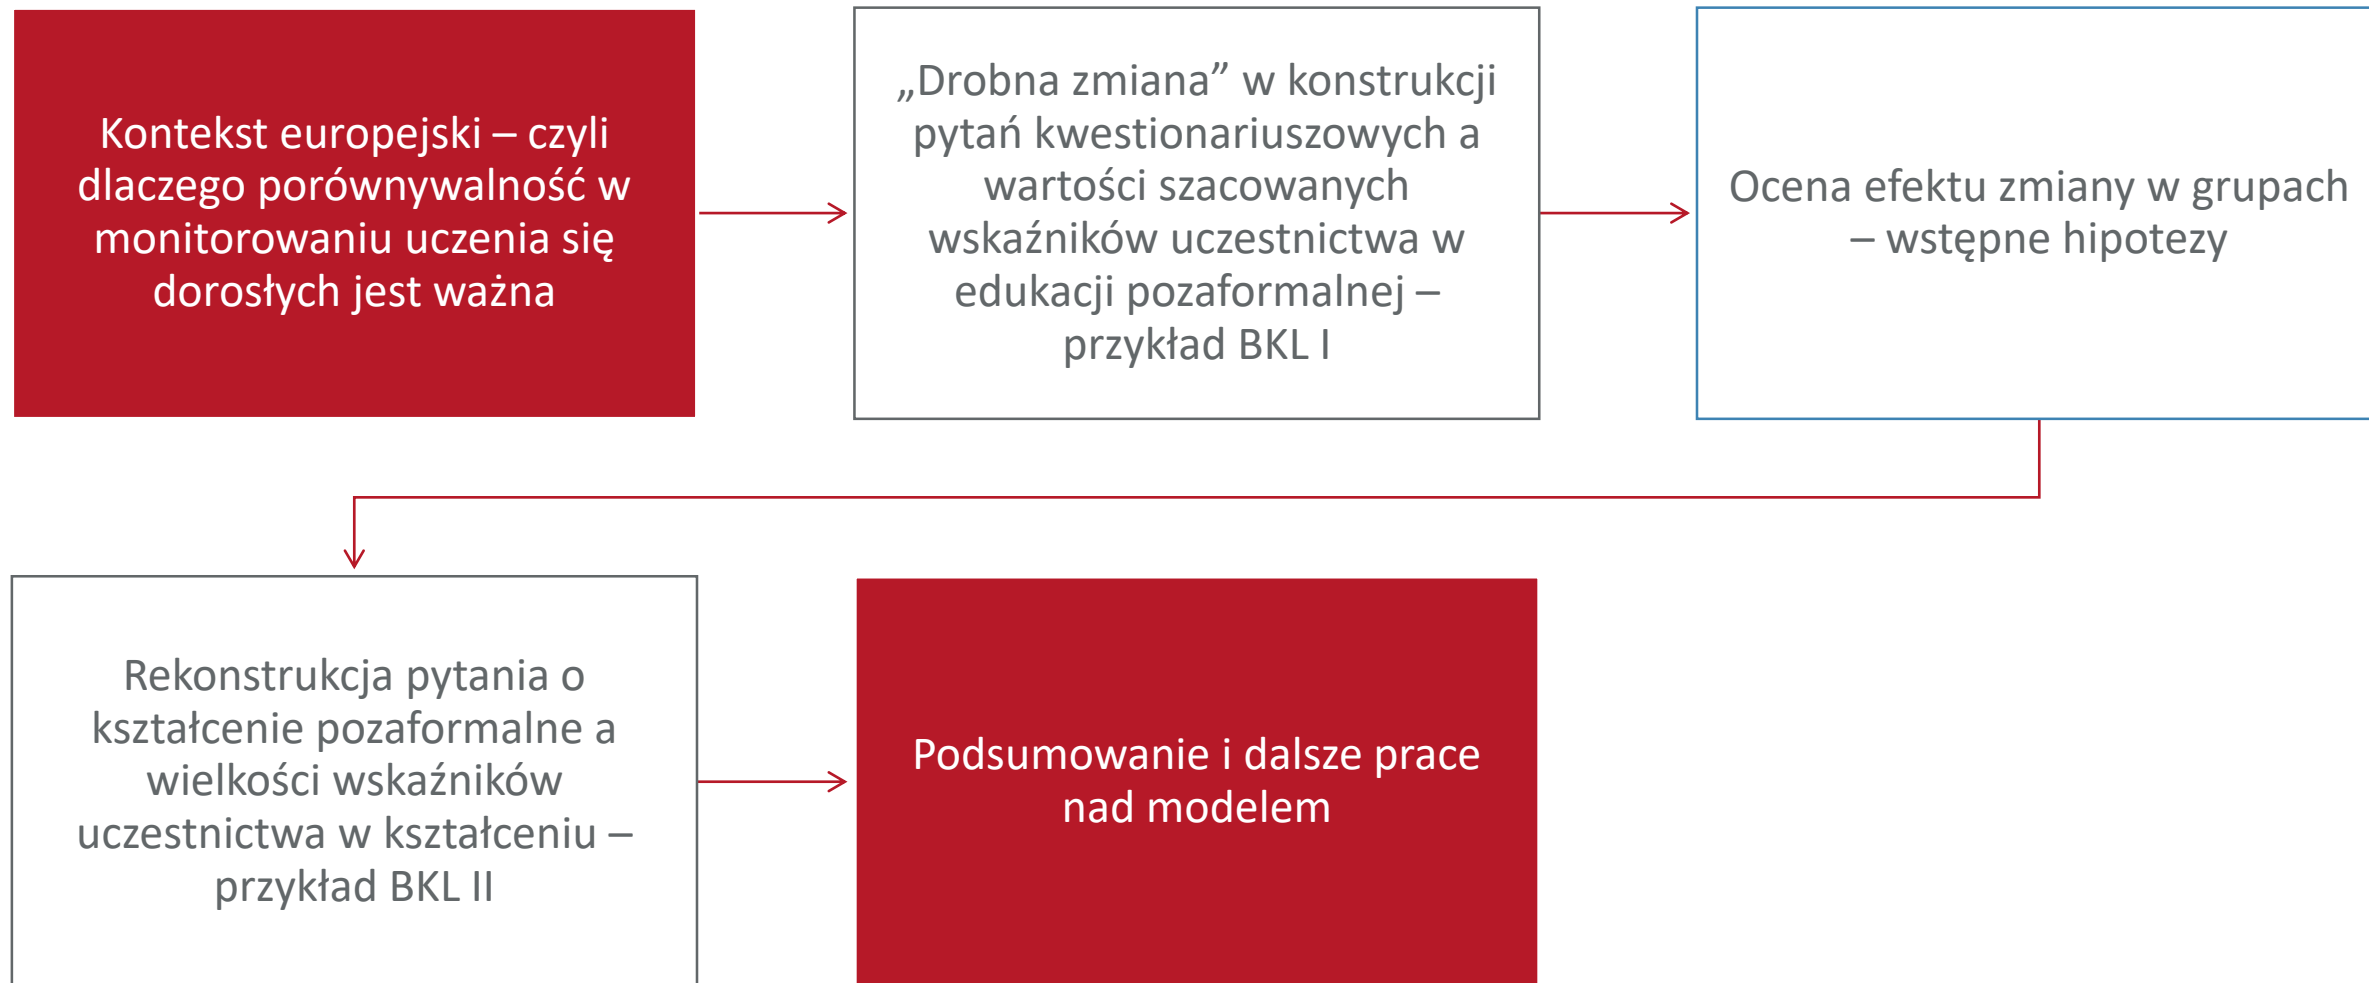 Kontekst europejski – czyli
dlaczego porównywalność w
monitorowaniu uczenia się
dorosłych jest ważna
„Drobna zmiana” w konstrukcji
pytań kwestionariuszowych a
wartości szacowanych
wskaźników uczestnictwa w
edukacji pozaformalnej –
przykład BKL I
Ocena efektu zmiany w grupach
– wstępne hipotezy
Rekonstrukcja pytania o
kształcenie pozaformalne a
wielkości wskaźników
uczestnictwa w kształceniu –
przykład BKL II
Podsumowanie i dalsze prace
nad modelem